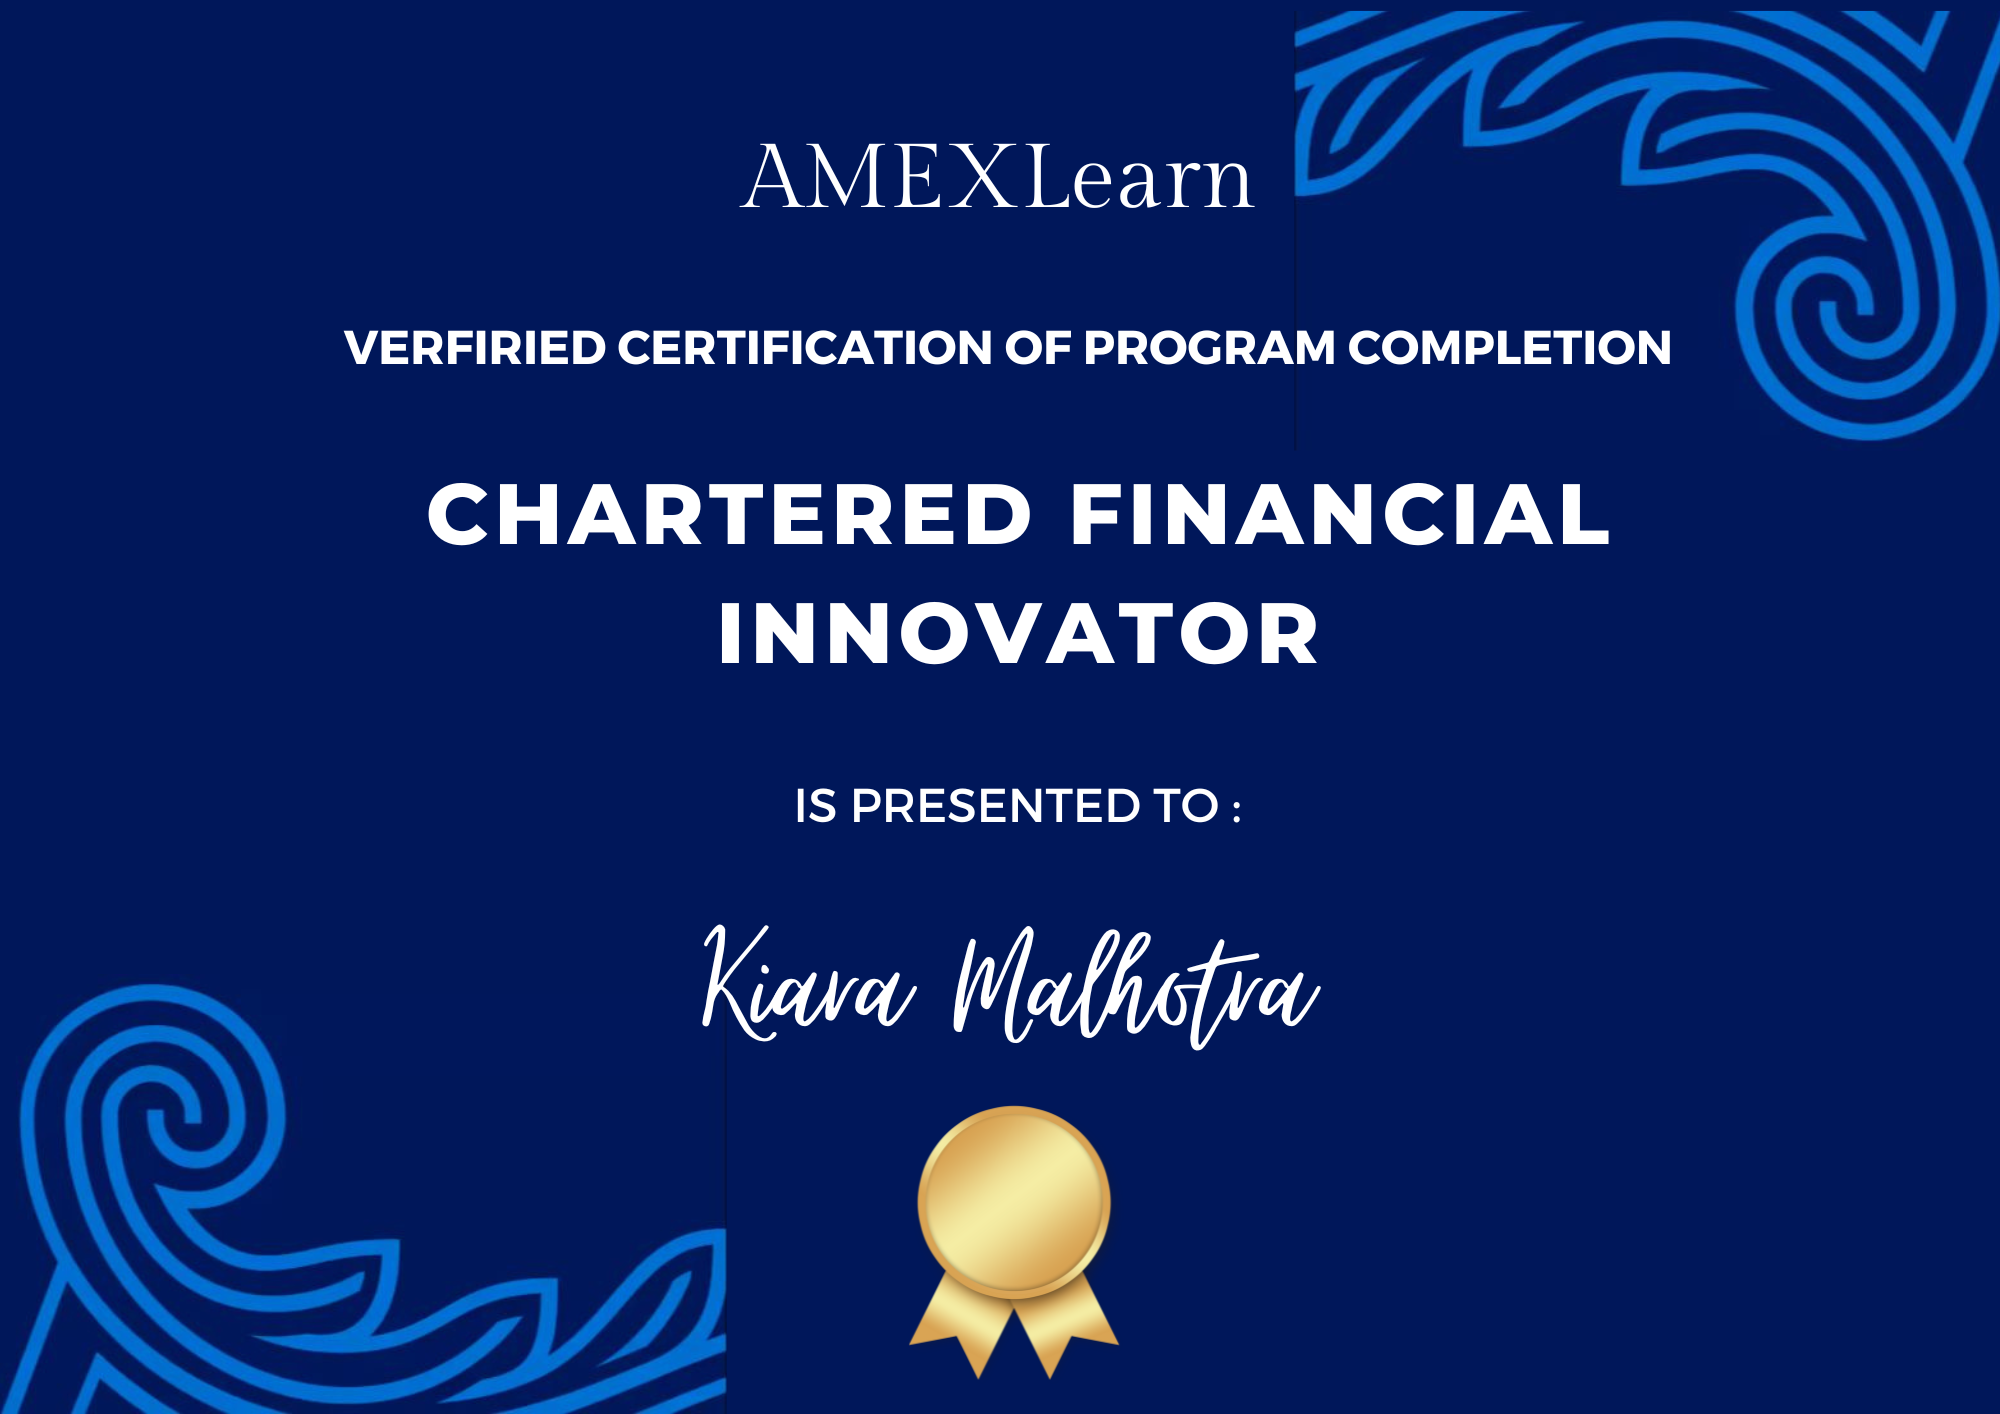 AMEXLearn
VERFIRIED CERTIFICATION OF PROGRAM COMPLETION
CHARTERED FINANCIAL
INNOVATOR
IS PRESENTED TO :
Kiara Malhotra